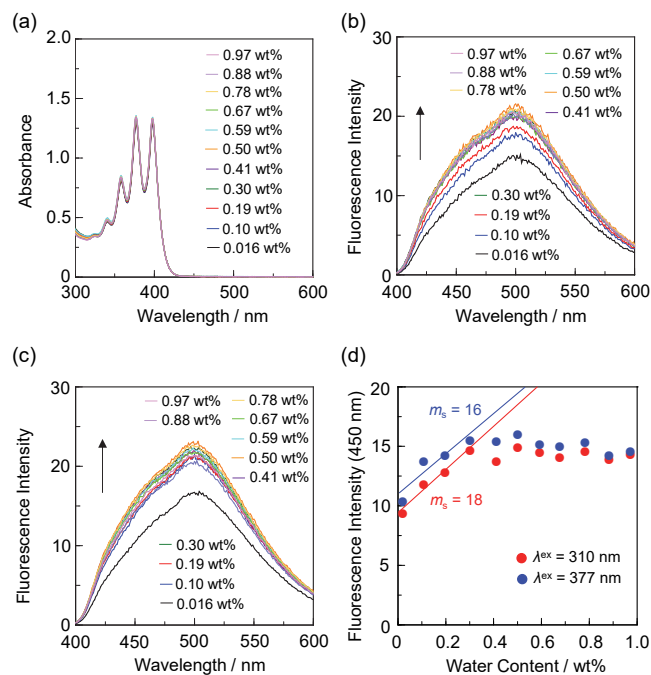 (a)
2.0
1.5
1.0
0.5
0
Absorbance
0.97 wt%
0.88 wt%
0.78 wt%
0.67 wt%
0.59 wt%
0.50 wt%
0.41 wt%
0.30 wt%
0.19 wt%
0.10 wt%
0.016 wt%
300 400 500 600
Wavelength / nm
(b)
30
20
10
0
Fluorescence Intensity
0.97 wt% 0.67 wt%
0.88 wt% 0.59 wt%
0.78 wt% 0.50 wt%
0.41 wt%
0.30 wt%
0.19 wt%
0.10 wt%
0.016 wt%
400 450 500 550 600
Wavelength / nm
(c)
30
20
10
0
Fluorescence Intensity
0.97 wt% 0.78 wt%
0.88 wt% 0.67 wt%
0.59 wt%
0.50 wt%
0.41 wt%
0.30 wt%
0.19 wt%
0.10 wt%
0.016 wt%
400 450 500 550 600
Wavelength / nm
(d)
20
15
10
5
0
Fluorescence Intensity (450 nm)
mₛ = 16
mₛ = 18
λᵉˣ = 310 nm
λᵉˣ = 377 nm
0 0.2 0.4 0.6 0.8 1.0
Water Content / wt%